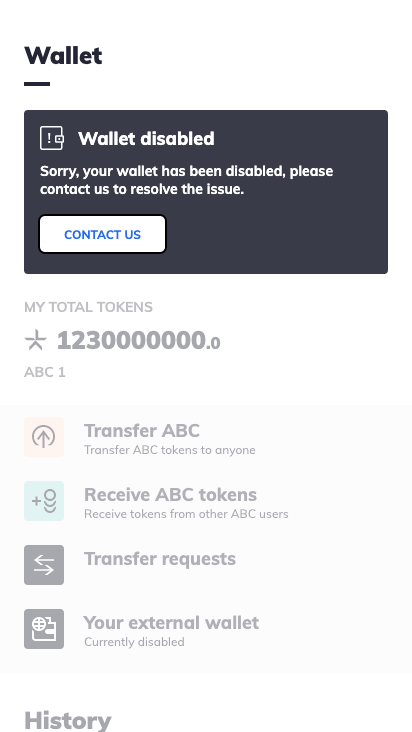 Wallet
Wallet disabled
Sorry, your wallet has been disabled, please
contact us to resolve the issue.
CONTACT US
MY TOTAL TOKENS
1230000000.0
ABC 1
Transfer ABC
Transfer ABC tokens to anyone
Receive ABC tokens
Receive tokens from other ABC users
Transfer requests
Your external wallet
Currently disabled
History